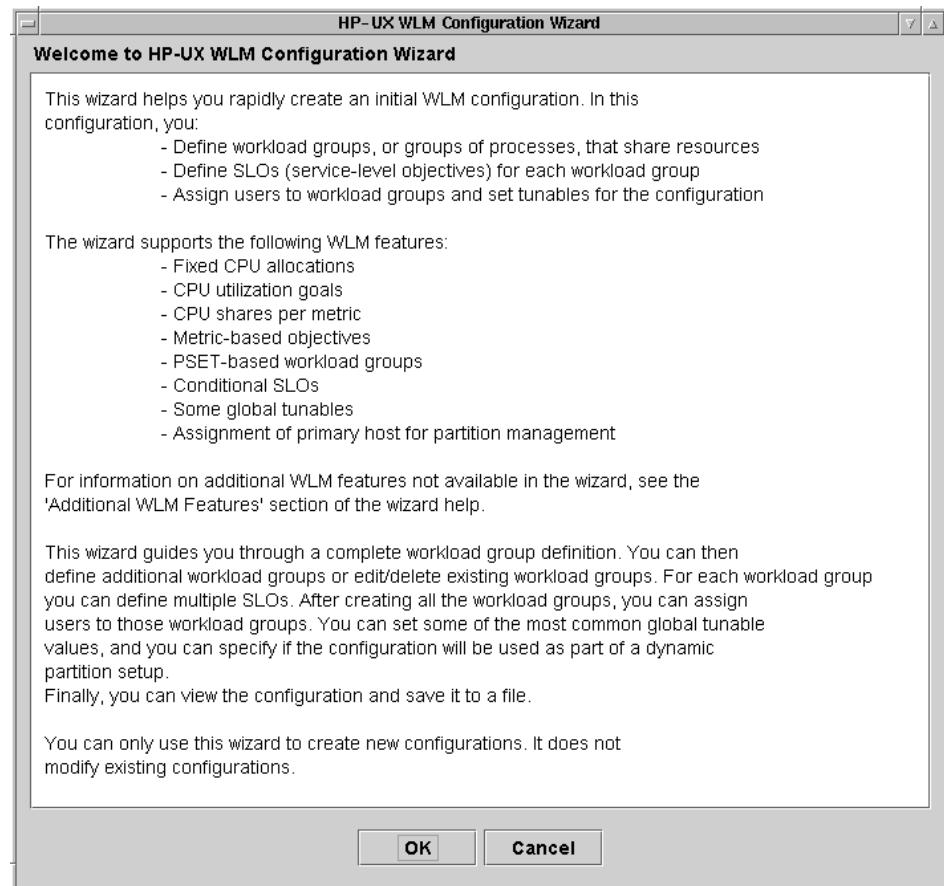 HP-UX WLM Configuration Wizard
Welcome to HP-UX WLM Configuration Wizard
This wizard helps you rapidly create an initial WLM configuration. In this
configuration, you:
- Define workload groups, or groups of processes, that share resources
- Define SLOs (service-level objectives) for each workload group
- Assign users to workload groups and set tunables for the configuration
The wizard supports the following WLM features:
- Fixed CPU allocations
- CPU utilization goals
- CPU shares per metric
- Metric-based objectives
- PSET-based workload groups
- Conditional SLOs
- Some global tunables
- Assignment of primary host for partition management
For information on additional WLM features not available in the wizard, see the
'Additional WLM Features' section of the wizard help.
This wizard guides you through a complete workload group definition. You can then
define additional workload groups or edit/delete existing workload groups. For each workload group
you can define multiple SLOs. After creating all the workload groups, you can assign
users to those workload groups. You can set some of the most common global tunable
values, and you can specify if the configuration will be used as part of a dynamic
partition setup.
Finally, you can view the configuration and save it to a file.
You can only use this wizard to create new configurations. It does not
modify existing configurations.
OK
Cancel